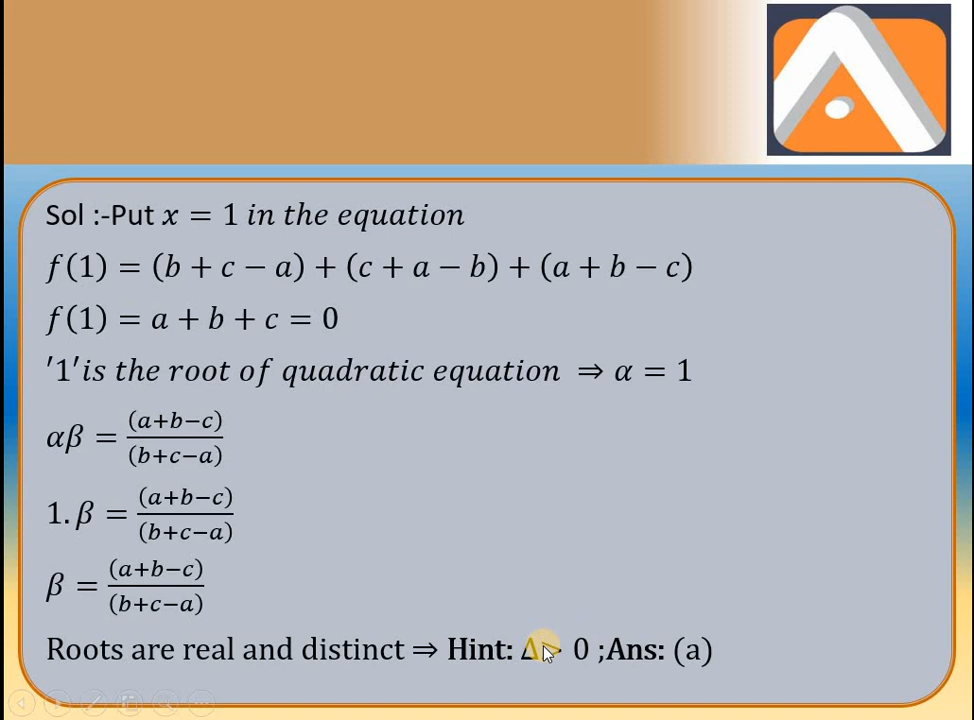 Sol :-Put x = 1 in the equation
f(1) = (b + c − a) + (c + a − b) + (a + b − c)
f(1) = a + b + c = 0
′1′is the root of quadratic equation ⇒ α = 1
αβ = (a+b−c)/(b+c−a)
1. β = (a+b−c)/(b+c−a)
β = (a+b−c)/(b+c−a)
Roots are real and distinct ⇒ Hint: Δ > 0 ;Ans: (a)